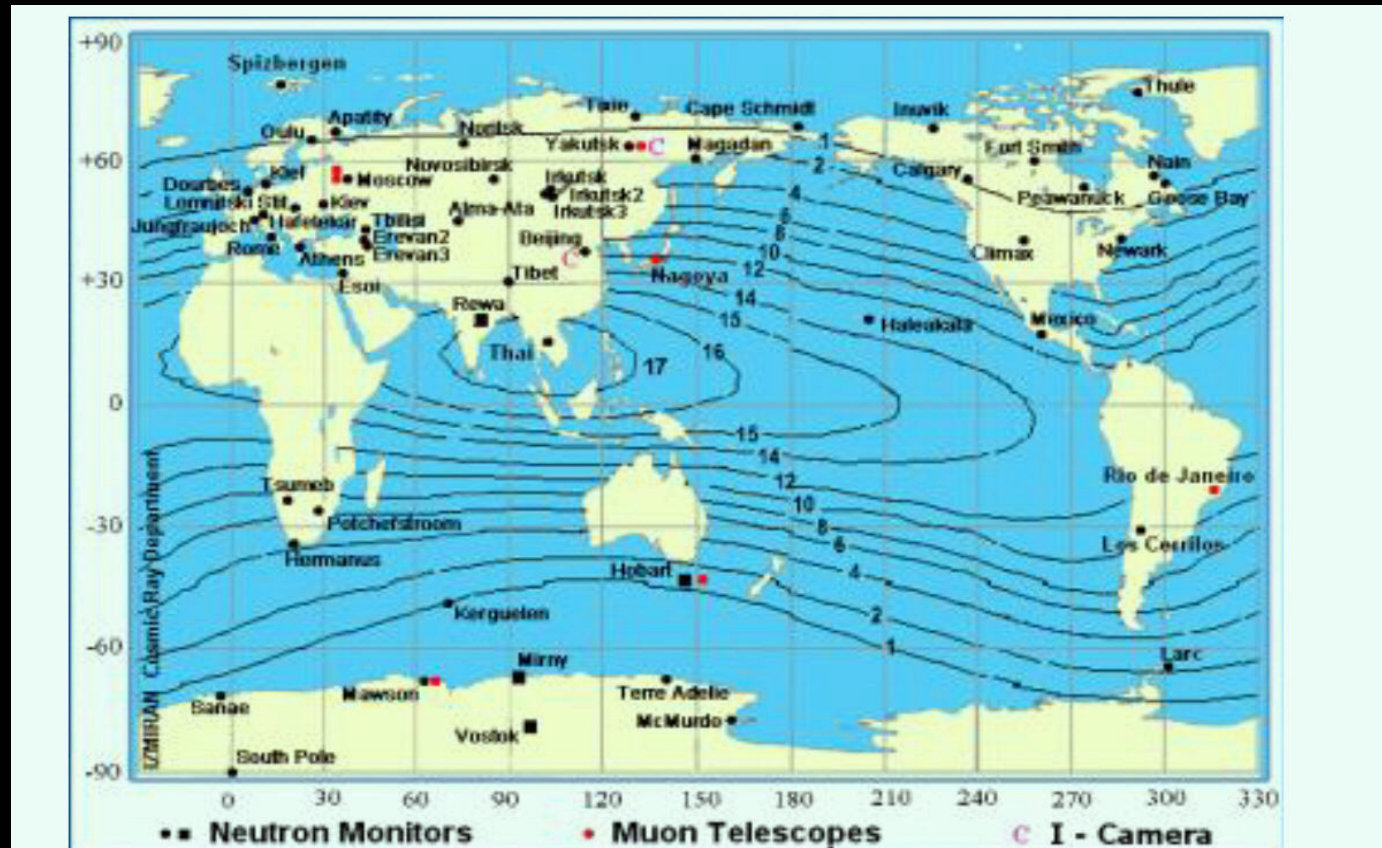 +90
Spizbergen
Thule
Tixie
Cape Schmidt
Inuvik
Apatity
Oulu
Norilsk
Yakutsk
C
Magadan
1
Fort Smith
+60
2
Nain
Kiel
Novosibirsk
Irkutsk
Calgary
Dourbes
Moscow
Irkutsk2
4
Peawanuck
Goose Bay
Lomnitski Stit
Kiev
Alma-Ata
Irkutsk3
6
Jungfraujoch
Hafelekar
Tbilisi
8
Rome
Erevan2
Beijing
10
Climax
Newark
Athens
Erevan3
C
12
+30
Esoi
Tibet
Nagoya
14
Rewa
15
Haleakala
Mexico
Thai
16
17
0
15
14
12
Rio de Janeiro
Tsumeb
10
-30
Potchefstroom
8
Los Cerrilos
Hermanus
6
Hobart
4
Kerguelen
2
-60
1
Mirny
Larc
Sanae
Mawson
Terre Adelie
McMurdo
Vostok
South Pole
-90
IZMIRAN Cosmic Ray Department
0 30 60 90 120 150 180 210 240 270 300 330
Neutron Monitors Muon Telescopes C I - Camera